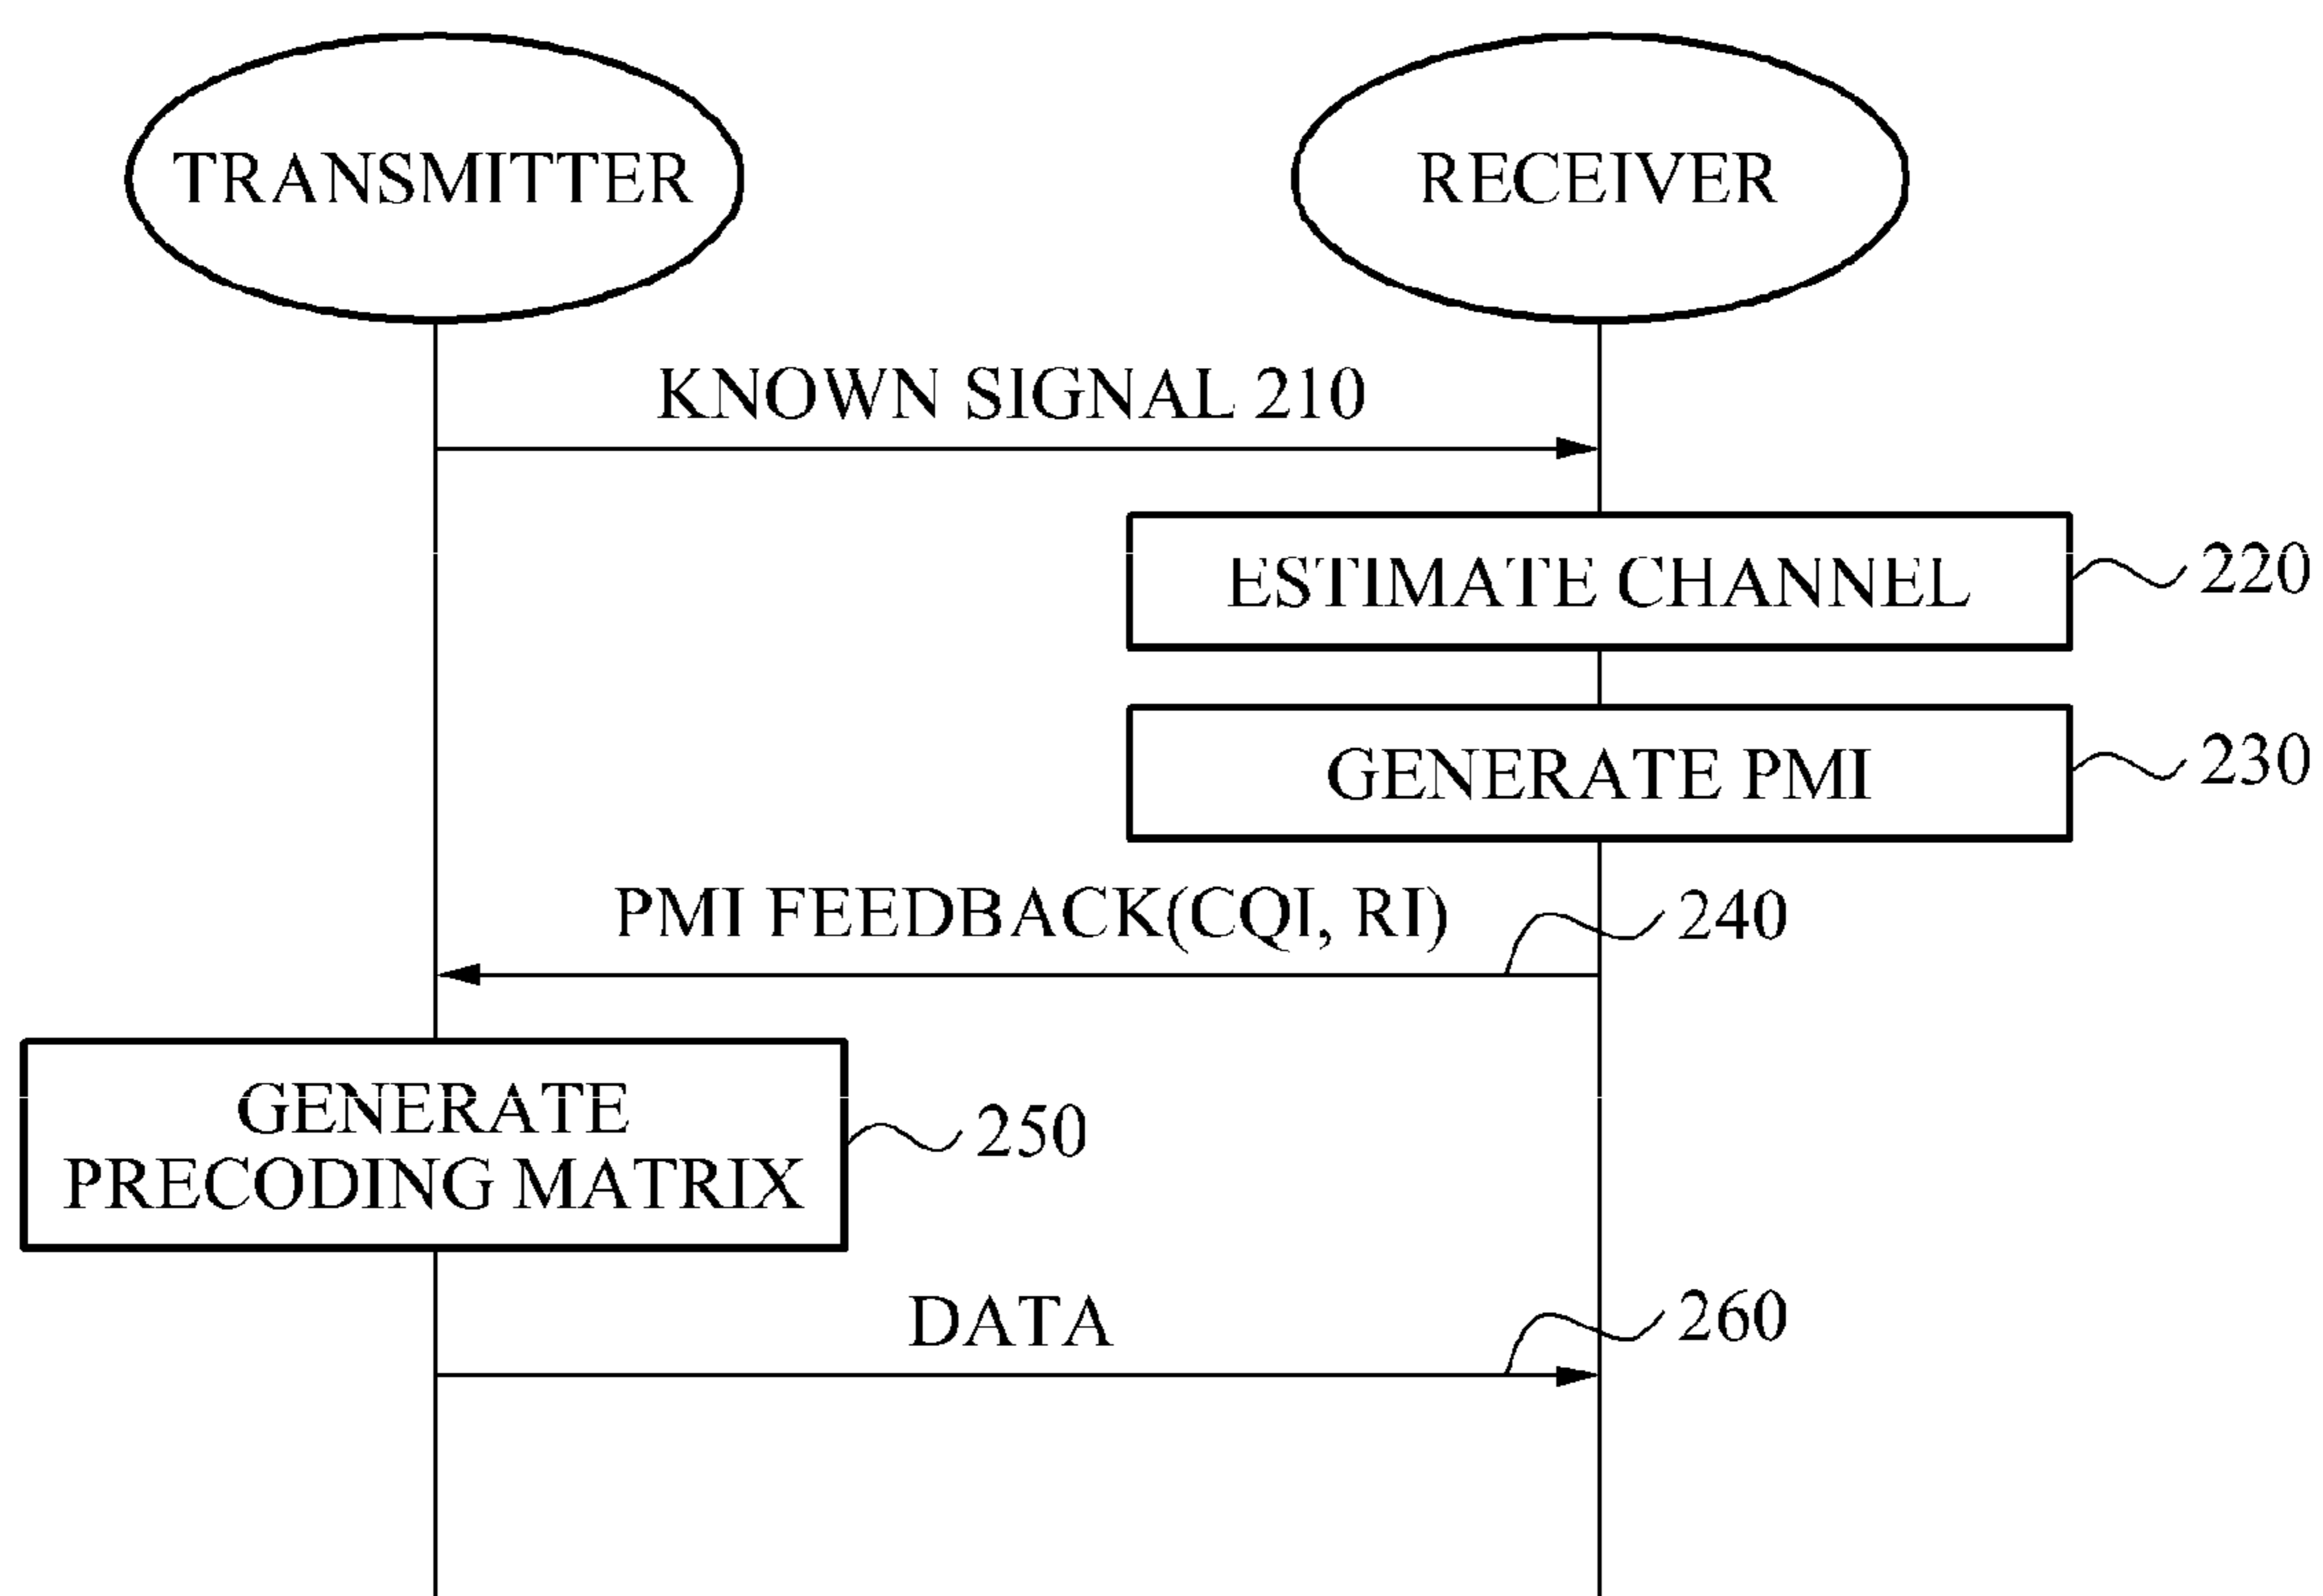 TRANSMITTER
RECEIVER
KNOWN SIGNAL 210
ESTIMATE CHANNEL
220
GENERATE PMI
230
PMI FEEDBACK(CQI, RI)
240
GENERATE
PRECODING MATRIX
250
DATA
260